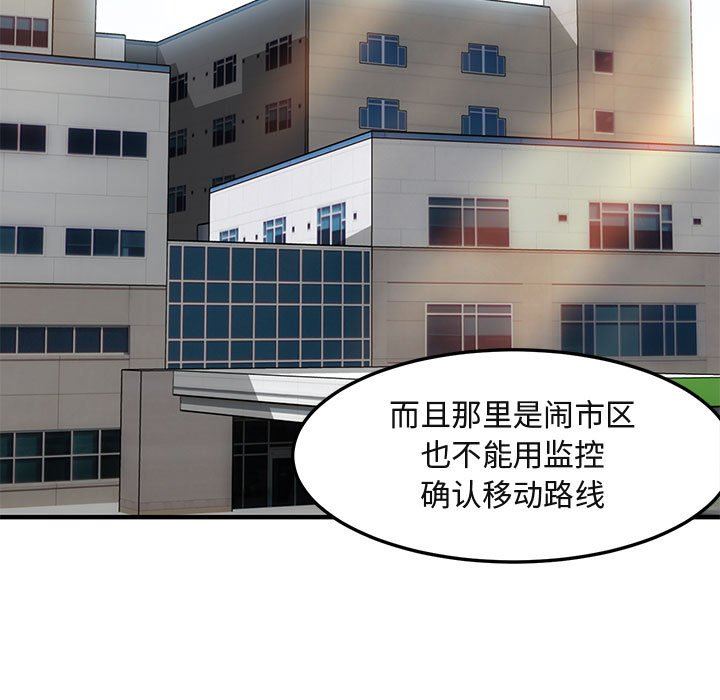 而且那里是闹市区
也不能用监控
确认移动路线